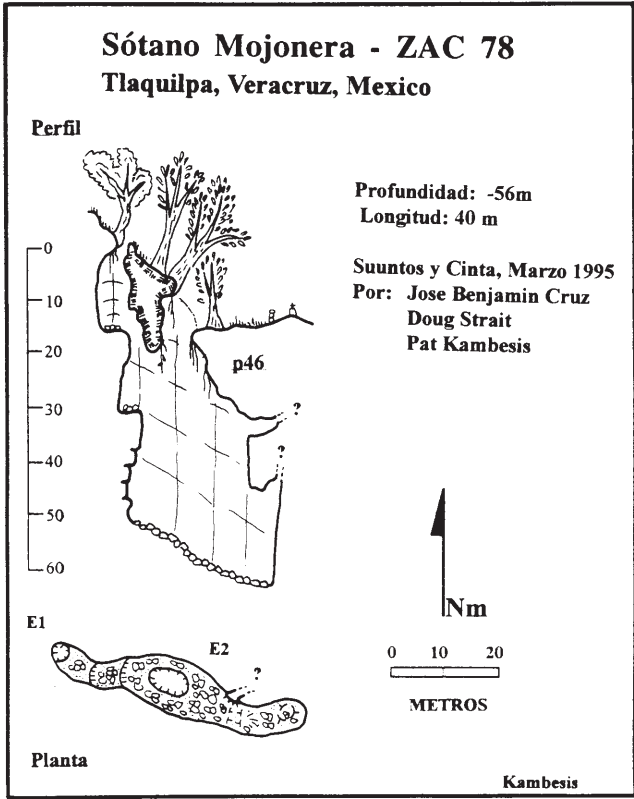 Sótano Mojonera - ZAC 78
Tlaquilpa, Veracruz, Mexico
Perfil
Profundidad: -56m
Longitud: 40 m
Suuntos y Cinta, Marzo 1995
Por: Jose Benjamin Cruz
Doug Strait
Pat Kambesis
0
10
20
30
40
50
60
p46
?
?
Nm
0 10 20
METROS
E1
E2
?
Planta
Kambesis